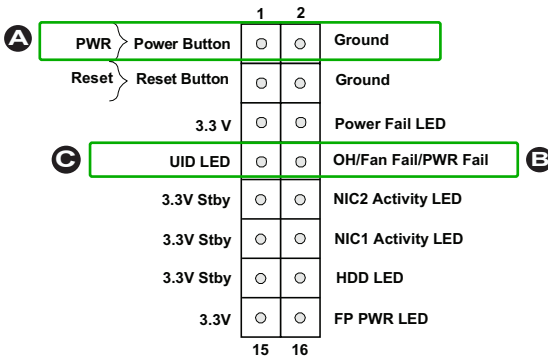 1 2
A PWR Power Button Ground
Reset Reset Button Ground
3.3 V Power Fail LED
C UID LED OH/Fan Fail/PWR Fail B
3.3V Stby NIC2 Activity LED
3.3V Stby NIC1 Activity LED
3.3V Stby HDD LED
3.3V FP PWR LED
15 16